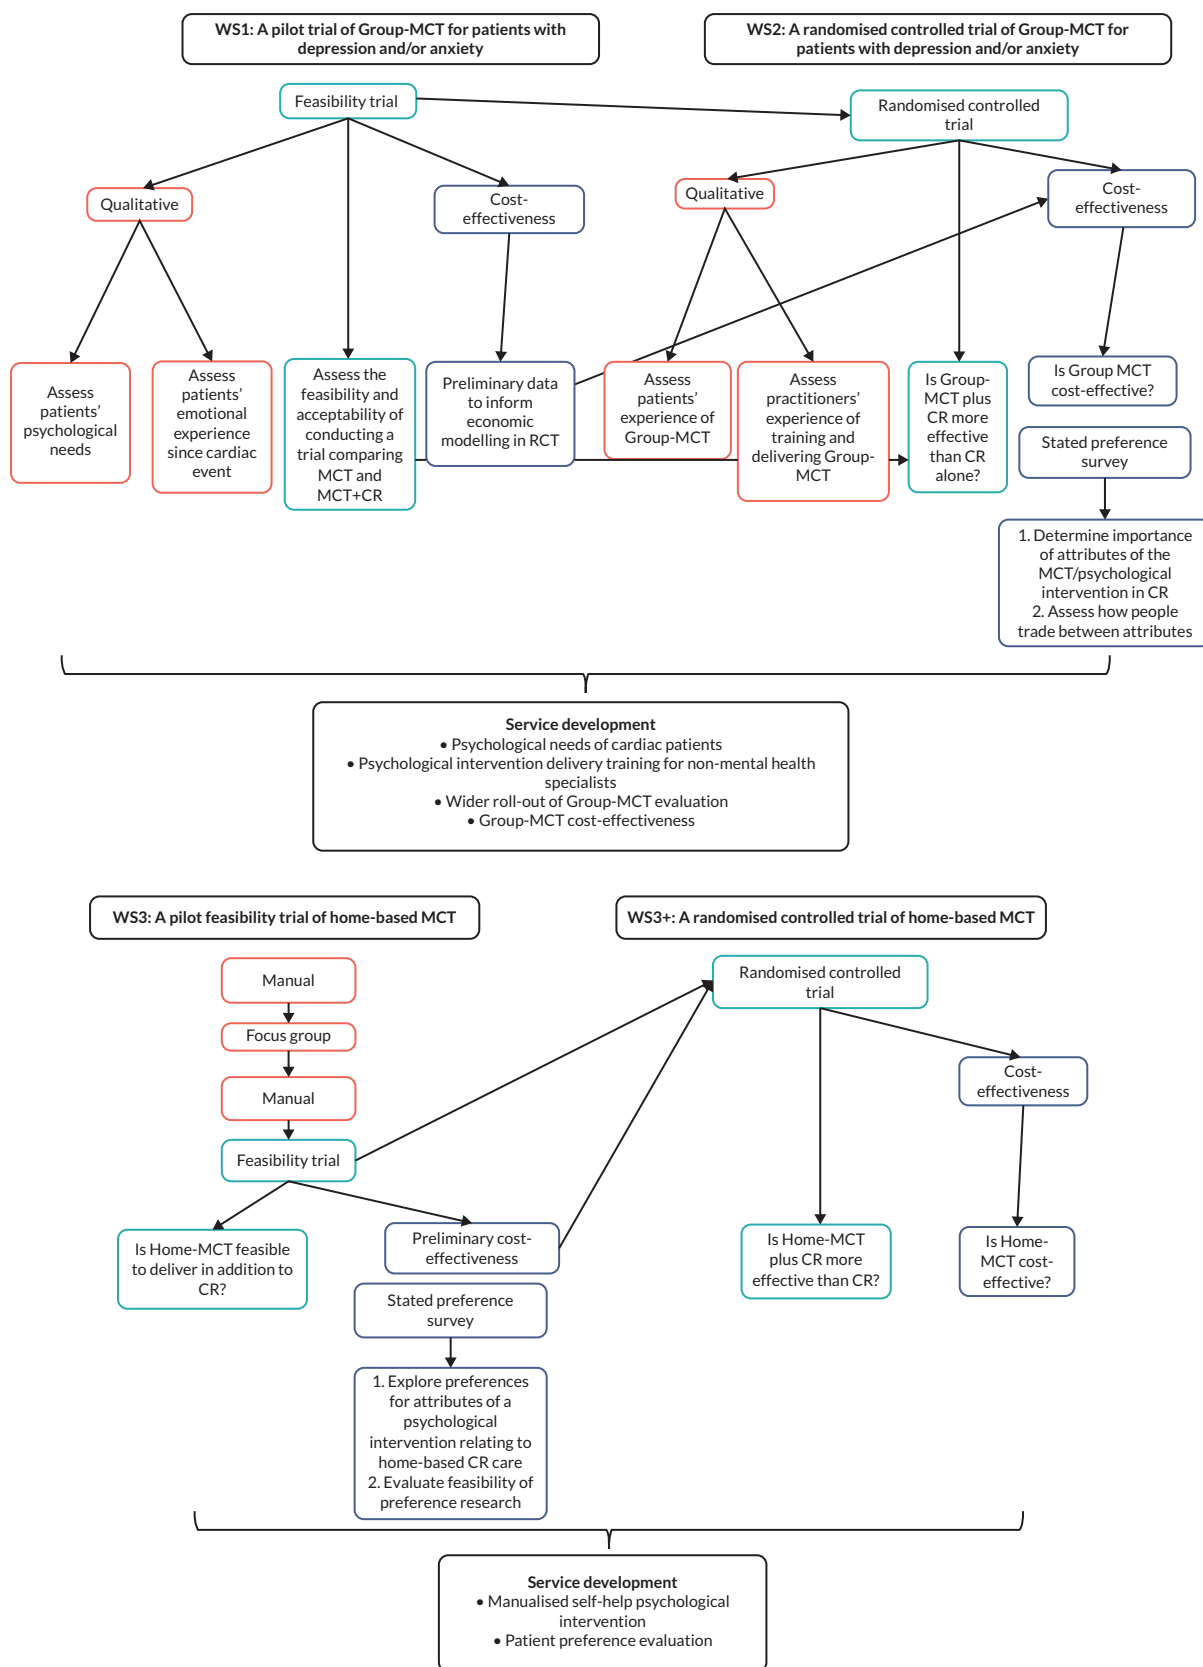 WS1: A pilot trial of Group-MCT for patients with
depression and/or anxiety
WS2: A randomised controlled trial of Group-MCT for
patients with depression and/or anxiety
Feasibility trial
Randomised controlled
trial
Qualitative
Cost-
effectiveness
Qualitative
Cost-
effectiveness
Assess
patients'
psychological
needs
Assess
patients'
emotional
experience
since cardiac
event
Assess the
feasibility and
acceptability of
conducting a
trial comparing
MCT and
MCT+CR
Preliminary data
to inform
economic
modelling in RCT
Assess
patients'
experience of
Group-MCT
Assess
practitioners'
experience of
training and
delivering Group-
MCT
Is Group-
MCT plus
CR more
effective
than CR
alone?
Is Group MCT
cost-effective?
Stated preference
survey
1. Determine importance
of attributes of the
MCT/psychological
intervention in CR
2. Assess how people
trade between attributes
Service development
• Psychological needs of cardiac patients
• Psychological intervention delivery training for non-mental health
specialists
• Wider roll-out of Group-MCT evaluation
• Group-MCT cost-effectiveness
WS3: A pilot feasibility trial of home-based MCT
WS3+: A randomised controlled trial of home-based MCT
Manual
Focus group
Manual
Feasibility trial
Randomised controlled
trial
Cost-
effectiveness
Is Home-MCT feasible
to deliver in addition to
CR?
Preliminary cost-
effectiveness
Is Home-MCT
plus CR more
effective than CR?
Is Home-
MCT cost-
effective?
Stated preference
survey
1. Explore preferences
for attributes of a
psychological
intervention relating to
home-based CR care
2. Evaluate feasibility of
preference research
Service development
• Manualised self-help psychological
intervention
• Patient preference evaluation